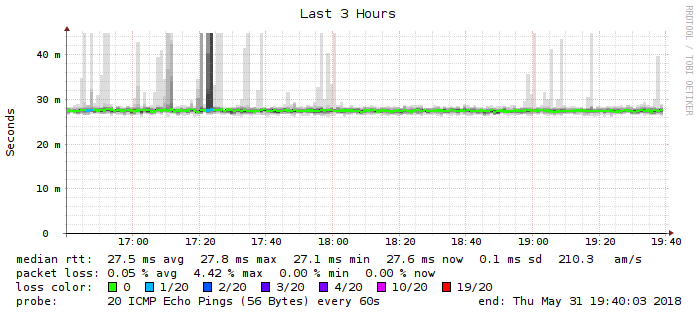 Last 3 Hours
RRDTOOL / TOBI OETIKER
Seconds
40 m
30 m
20 m
10 m
0
17:00 17:20 17:40 18:00 18:20 18:40 19:00 19:20 19:40
median rtt: 27.5 ms avg 27.8 ms max 27.1 ms min 27.6 ms now 0.1 ms sd 210.3 am/s
packet loss: 0.05 % avg 4.42 % max 0.00 % min 0.00 % now
loss color: 0 1/20 2/20 3/20 4/20 10/20 19/20
probe: 20 ICMP Echo Pings (56 Bytes) every 60s end: Thu May 31 19:40:03 2018